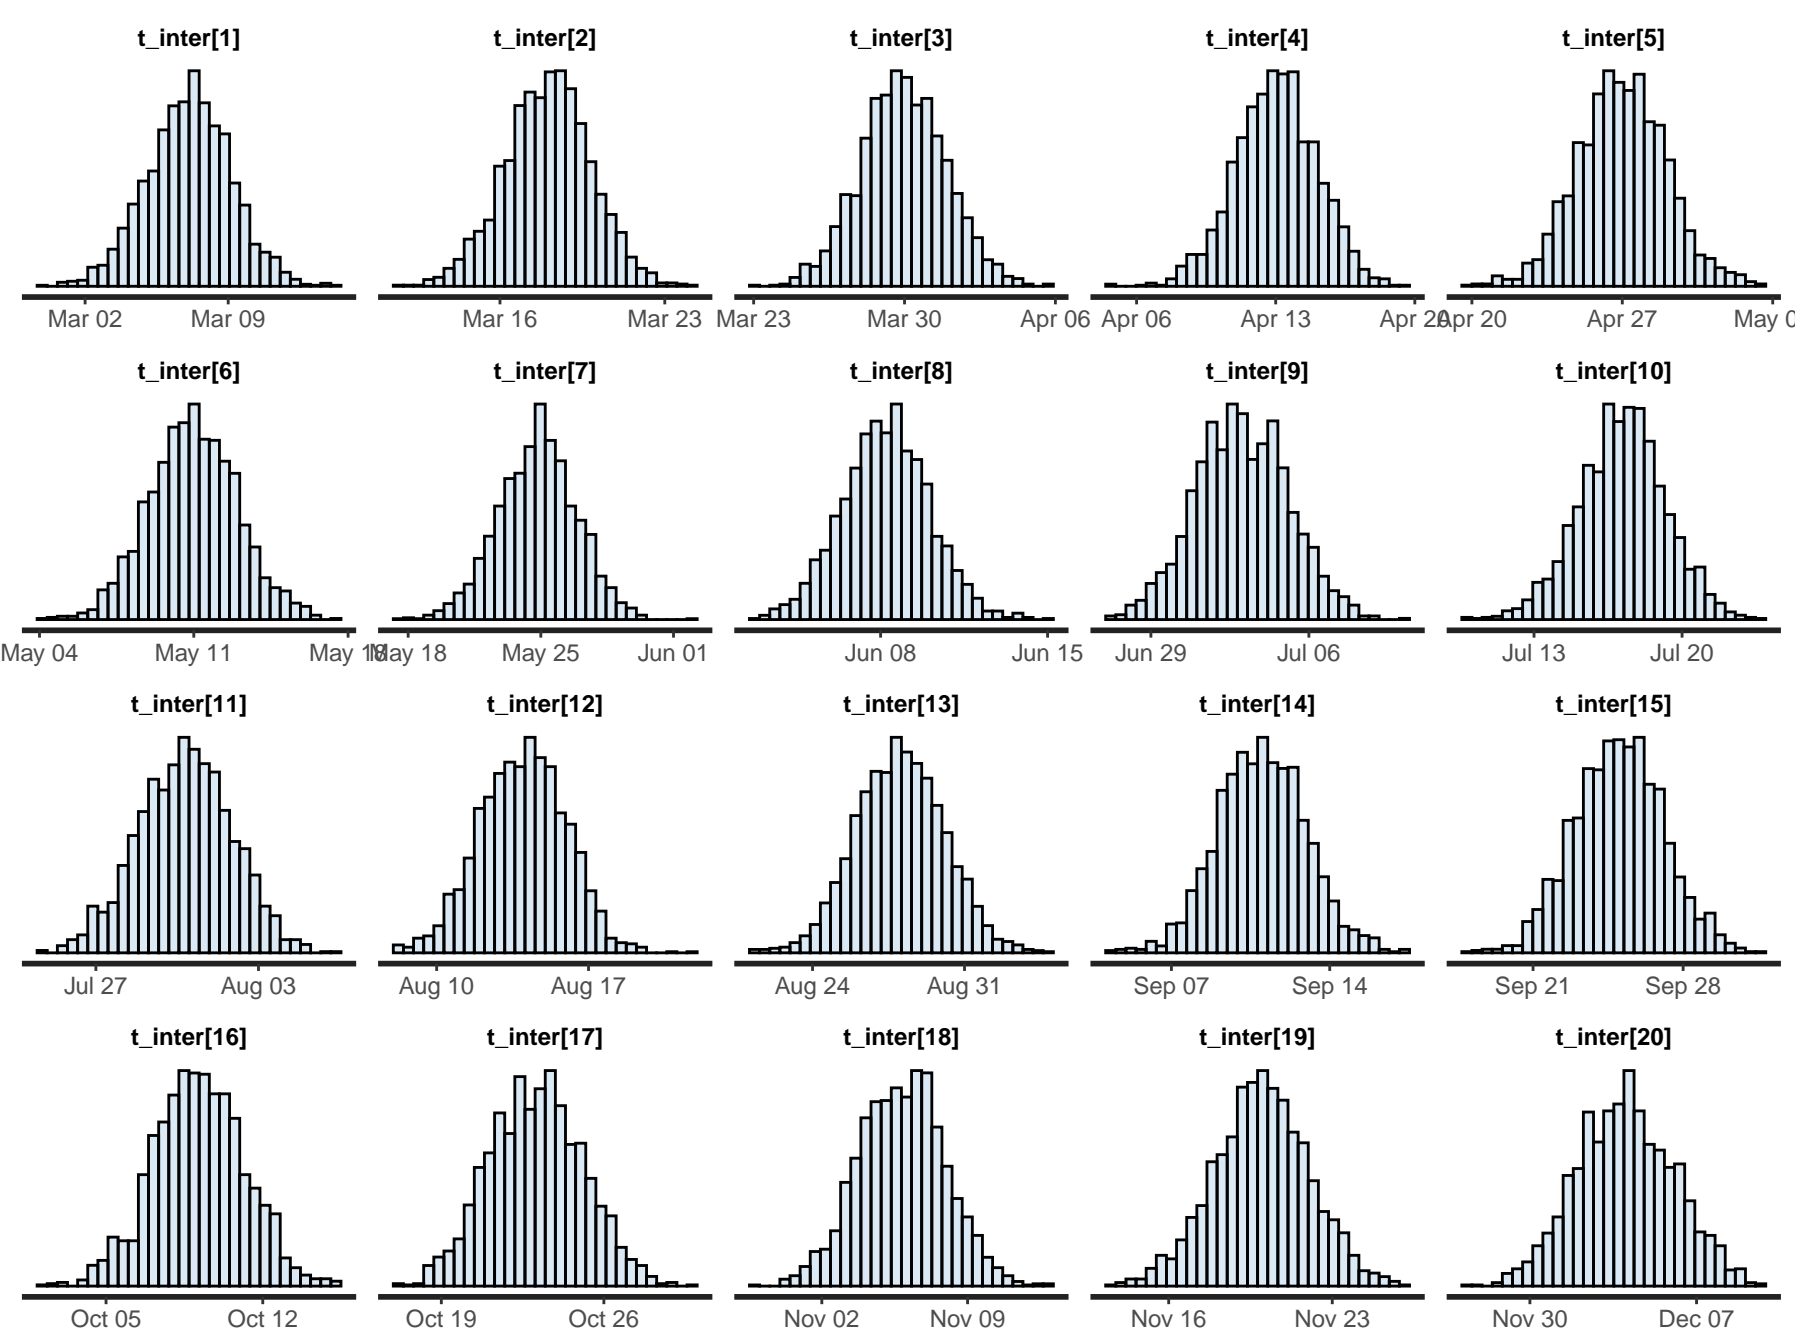 t_inter[1] t_inter[2] t_inter[3] t_inter[4] t_inter[5]
Mar 02 Mar 09 Mar 16 Mar 23 Mar 23 Mar 30 Apr 06 Apr 06 Apr 13 Apr 20 Apr 20 Apr 27 May 0
t_inter[6] t_inter[7] t_inter[8] t_inter[9] t_inter[10]
May 04 May 11 May 18 May 18 May 25 Jun 01 Jun 08 Jun 15 Jun 29 Jul 06 Jul 13 Jul 20
t_inter[11] t_inter[12] t_inter[13] t_inter[14] t_inter[15]
Jul 27 Aug 03 Aug 10 Aug 17 Aug 24 Aug 31 Sep 07 Sep 14 Sep 21 Sep 28
t_inter[16] t_inter[17] t_inter[18] t_inter[19] t_inter[20]
Oct 05 Oct 12 Oct 19 Oct 26 Nov 02 Nov 09 Nov 16 Nov 23 Nov 30 Dec 07